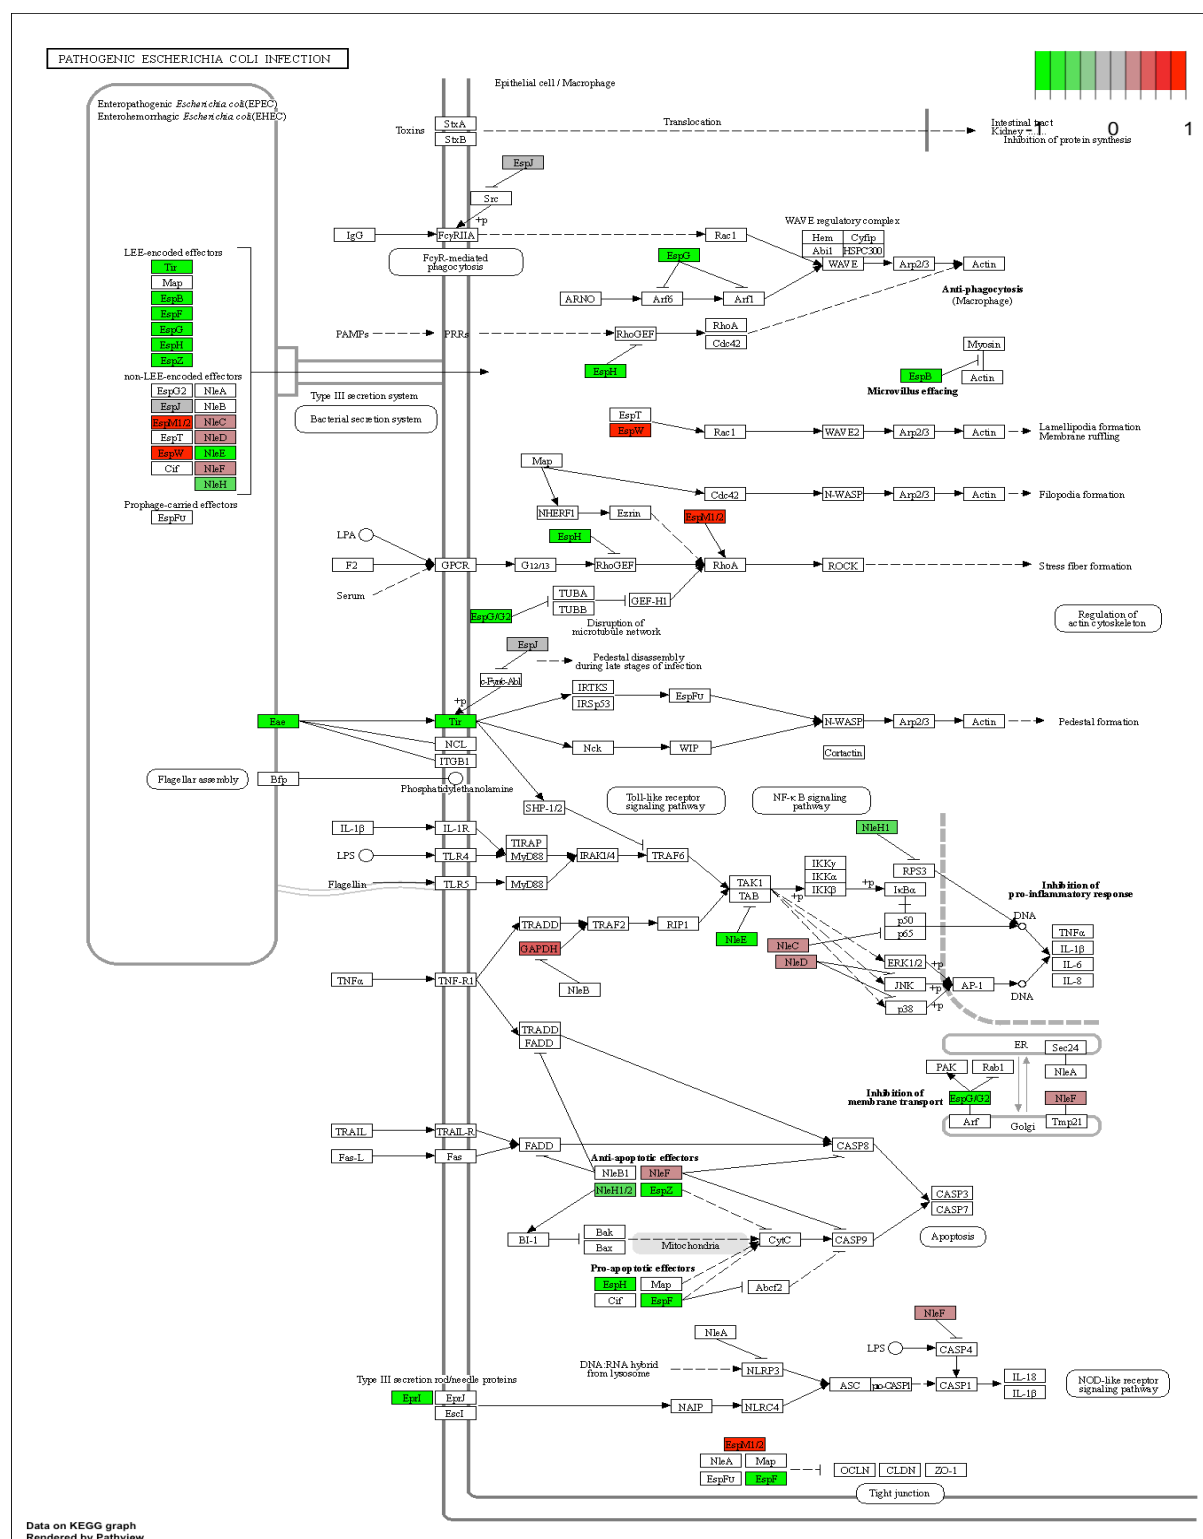 PATHOGENIC ESCHERICHIA COLI INFECTION
Epithelial cell / Macrophage
Enteropathogenic Escherichia coli(EPEC)
Enterohemorrhagic Escherichia coli(EHEC)
-1 0 1
Toxins
StxA
StxB
Translocation
Intestinal tract
Kidney ...
Inhibition of protein synthesis
EspJ
Src
+p
IgG
FcγRIIA
FcγR-mediated
phagocytosis
Rac1
WAVE regulatory complex
Hem
Cyfip
Abi1
HSPC300
WAVE
Arp2/3
Actin
EspG
ARNO
Arf6
Arf1
Anti-phagocytosis
(Macrophage)
PAMPs
PRRs
RhoGEF
RhoA
Cdc42
EspH
Myosin
EspB
Actin
Microvillus effacing
LEE-encoded effectors
Tir
Map
EspB
EspF
EspG
EspH
EspZ
non-LEE-encoded effectors
EspG2 NleA
EspJ NleB
EspM1/2 NleC
EspT NleD
EspW NleE
Cif NleF
NleH
Prophage-carried effectors
EspFU
Type III secretion system
Bacterial secretion system
EspT
EspW
Rac1
WAVE2
Arp2/3
Actin
Lamellipodia formation
Membrane ruffling
Map
Cdc42
N-WASP
Arp2/3
Actin
Filopodia formation
NHERF1
Ezrin
EspM1/2
LPA
EspH
F2
GPCR
G12/13
RhoGEF
RhoA
ROCK
Stress fiber formation
Serum
TUBA
TUBB
GEF-H1
EspG/G2
Disruption of
microtubule network
Regulation of
actin cytoskeleton
EspJ
Pedestal disassembly
during late stages of infection
c-Fyn/c-Abl
+p
IRTKS
IRSp53
EspFU
Eae
Tir
N-WASP
Arp2/3
Actin
Pedestal formation
NCL
ITGB1
Nck
WIP
Cortactin
Flagellar assembly
Bfp
Phosphatidylethanolamine
SHP-1/2
Toll-like receptor
signaling pathway
NF-κB signaling
pathway
NleH1
IL-1β
IL-1R
TIRAP
MyD88
IRAK1/4
TRAF6
LPS
TLR4
RPS3
Flagellin
TLR5
MyD88
TAK1
TAB
+p
IKKγ
IKKα
IKKβ
+p
IκBα
p50
p65
Inhibition of
pro-inflammatory response
DNA
TNFα
IL-1β
IL-6
IL-8
TRADD
TRAF2
RIP1
GAPDH
NleE
NleC
NleD
+p
ERK1/2
+p
JNK
+p
p38
AP-1
DNA
TNFα
TNF-R1
NleB
TRADD
FADD
ER
Sec24
NleA
PAK
Rab1
Inhibition of
membrane transport
EspG/G2
NleF
Arf
Golgi
Tmp21
TRAIL
TRAIL-R
Fas-L
Fas
FADD
CASP8
Anti-apoptotic effectors
NleB1 NleF
NleH1/2 EspZ
CASP3
CASP7
BI-1
Bak
Bax
Mitochondria
CytC
CASP9
Apoptosis
Pro-apoptotic effectors
EspH Map
Cif EspF
Abcf2
NleF
NleA
LPS
CASP4
DNA:RNA hybrid
from lysosome
NLRP3
ASC
pro-CASP1
CASP1
IL-18
IL-1β
NOD-like receptor
signaling pathway
Type III secretion rod/needle proteins
EprI
EprJ
EscI
NAIP
NLRC4
EspM1/2
NleA Map
EspFU EspF
OCLN
CLDN
ZO-1
Tight junction
Data on KEGG graph
Rendered by Pathview